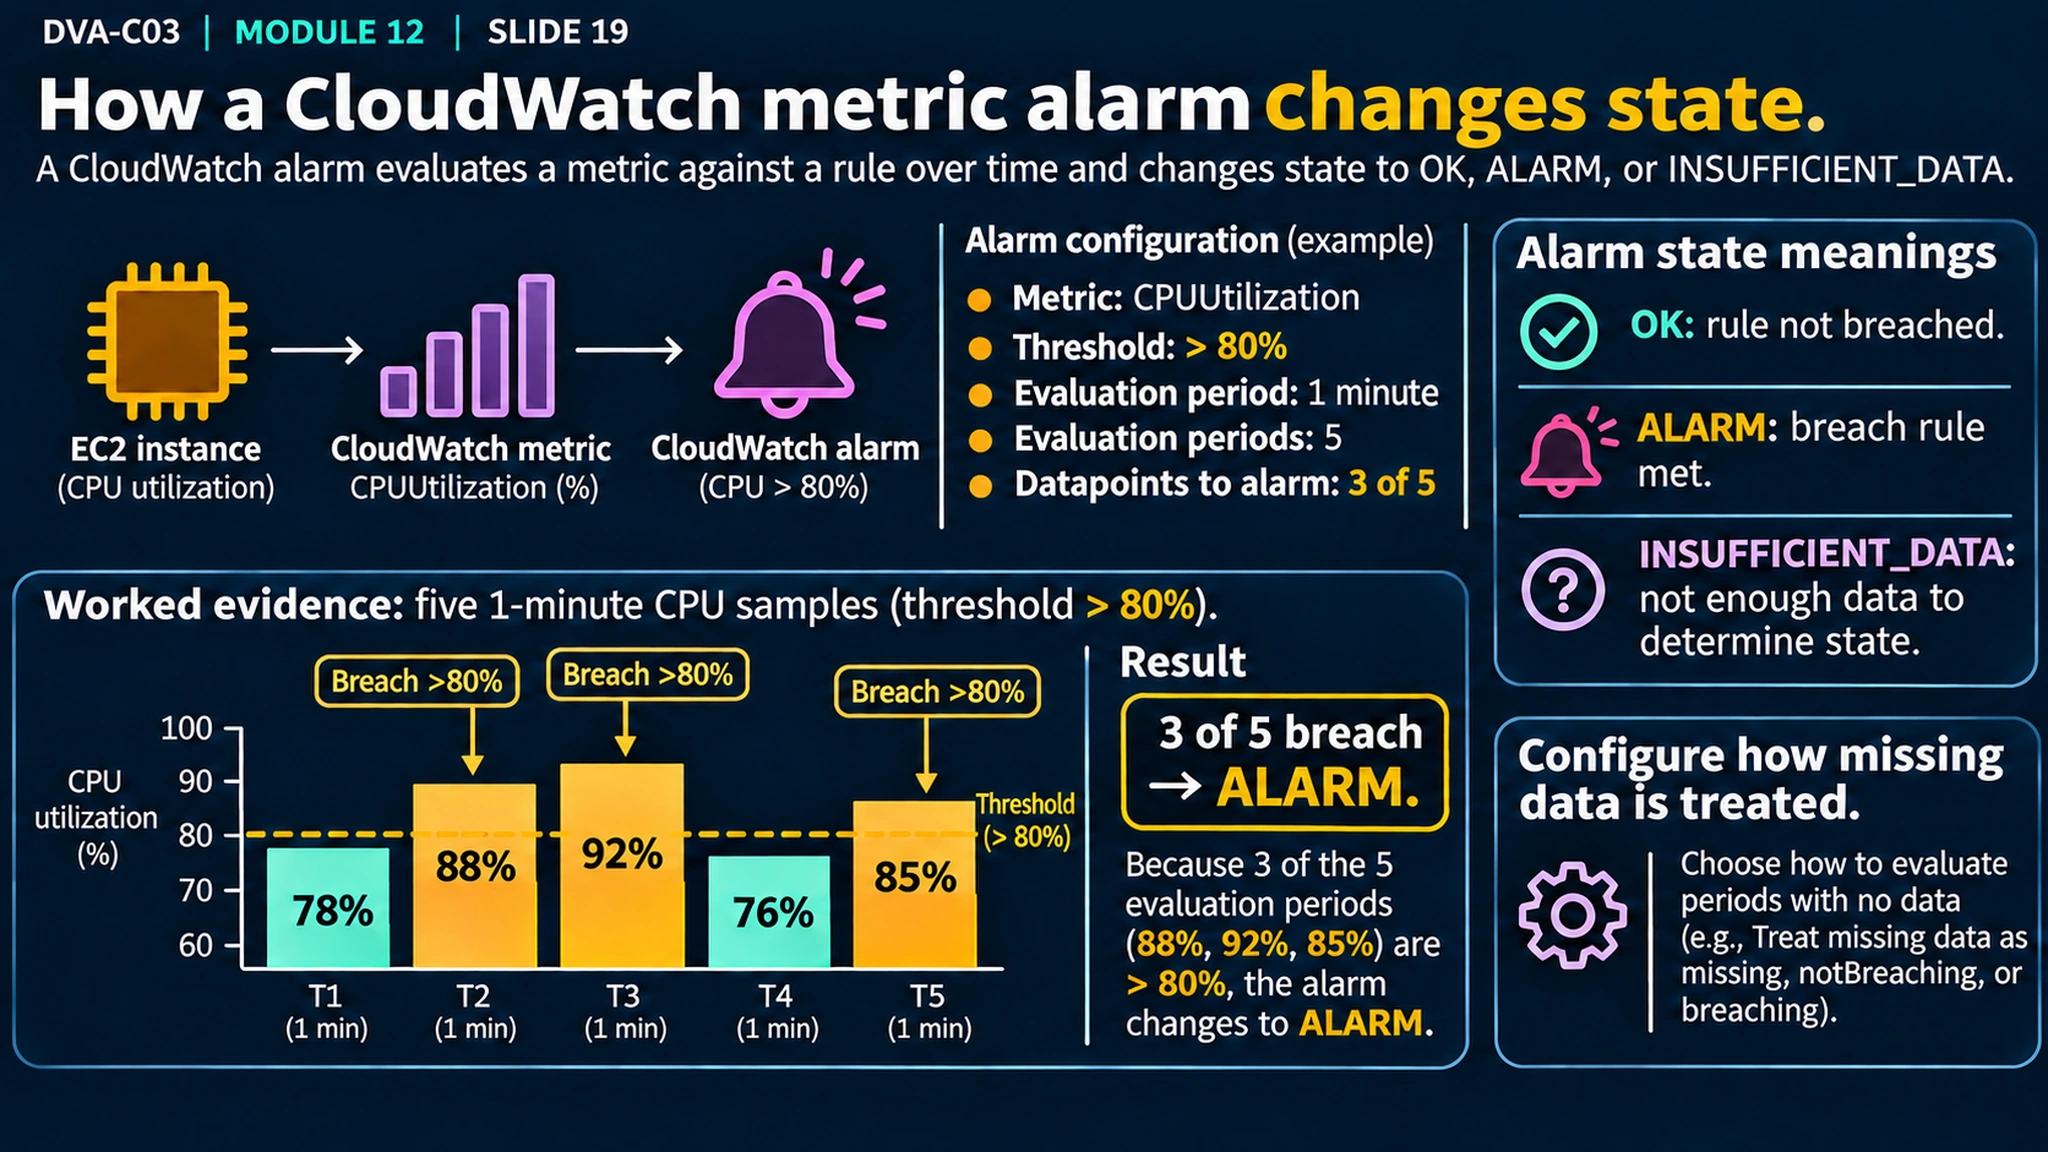 DVA-C03 | MODULE 12 | SLIDE 19
How a CloudWatch metric alarm changes state.
A CloudWatch alarm evaluates a metric against a rule over time and changes state to OK, ALARM, or INSUFFICIENT_DATA.
EC2 instance
(CPU utilization)
CloudWatch metric
CPUUtilization (%)
CloudWatch alarm
(CPU > 80%)
Alarm configuration (example)
Metric: CPUUtilization
Threshold: > 80%
Evaluation period: 1 minute
Evaluation periods: 5
Datapoints to alarm: 3 of 5
Alarm state meanings
OK: rule not breached.
ALARM: breach rule
met.
?
INSUFFICIENT_DATA:
not enough data to
determine state.
Worked evidence: five 1-minute CPU samples (threshold > 80%).
Breach >80%
Breach >80%
Breach >80%
CPU
utilization
(%)
100
90
80
70
60
78%
88%
92%
76%
85%
Threshold
(> 80%)
T1
(1 min)
T2
(1 min)
T3
(1 min)
T4
(1 min)
T5
(1 min)
Result
3 of 5 breach
→ ALARM.
Because 3 of the 5
evaluation periods
(88%, 92%, 85%) are
> 80%, the alarm
changes to ALARM.
Configure how missing
data is treated.
Choose how to evaluate
periods with no data
(e.g., Treat missing data as
missing, notBreaching, or
breaching).